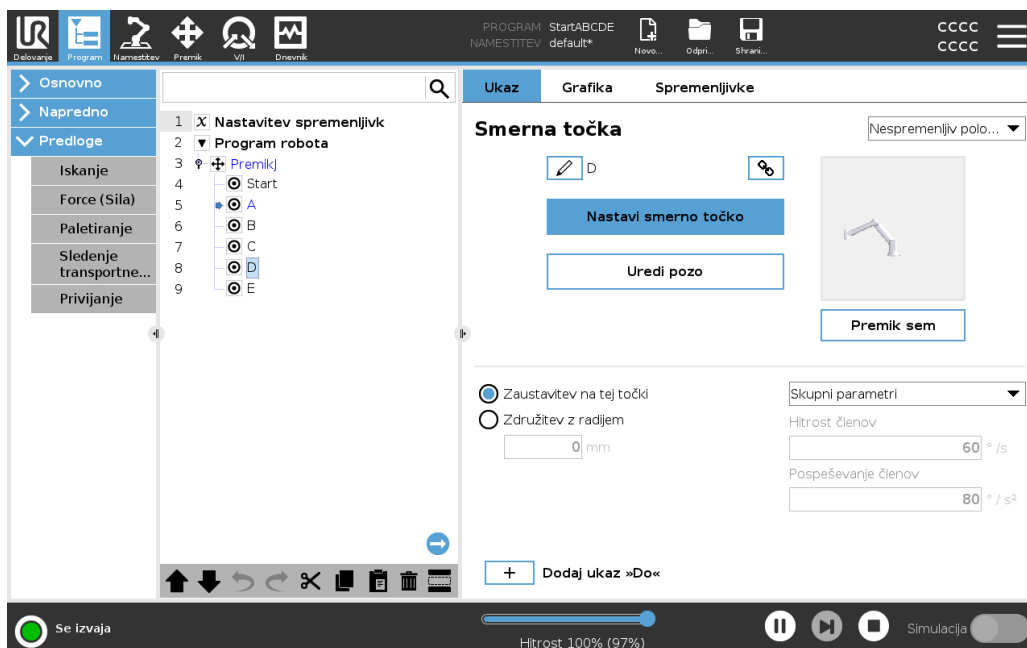 UR
PROGRAM StartABCDE
NAMESTITEV default*
Delovanje
Program
Namestitev
Premik
V/I
Dnevnik
Novo...
Odpri...
Shrani...
CCCC
CCCC
Osnovno
Napredno
Predloge
Iskanje
Force (Sila)
Paletiranje
Sledenje
transportne...
Privijanje
1 X Nastavitev spremenljivk
2 Program robota
3 PremikJ
4 Start
5 A
6 B
7 C
8 D
9 E
Ukaz Grafika Spremenljivke
Smerna točka
Nespremenljiv polo...
D
Nastavi smerno točko
Uredi pozo
Premik sem
Zaustavitev na tej točki
Združitev z radijem
0 mm
Skupni parametri
Hitrost členov
60 ° /s
Pospeševanje členov
80 ° / s²
+ Dodaj ukaz »Do«
Se izvaja
Hitrost 100% (97%)
Simulacija